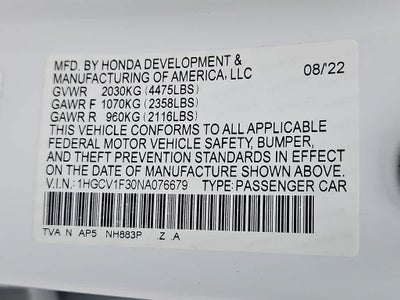 MFD. BY HONDA DEVELOPMENT &
MANUFACTURING OF AMERICA, LLC 08/'22
GVWR 2030KG (4475LBS)
GAWR F 1070KG (2358LBS)
GAWR R 960KG (2116LBS)
THIS VEHICLE CONFORMS TO ALL APPLICABLE
FEDERAL MOTOR VEHICLE SAFETY, BUMPER,
AND THEFT PREVENTION STANDARDS IN EFFECT
ON THE DATE OF MANUFACTURE SHOWN ABOVE.
V.I.N.: 1HGCV1F30NA076679 TYPE: PASSENGER CAR
TVA N AP5 NH883P .Z .A